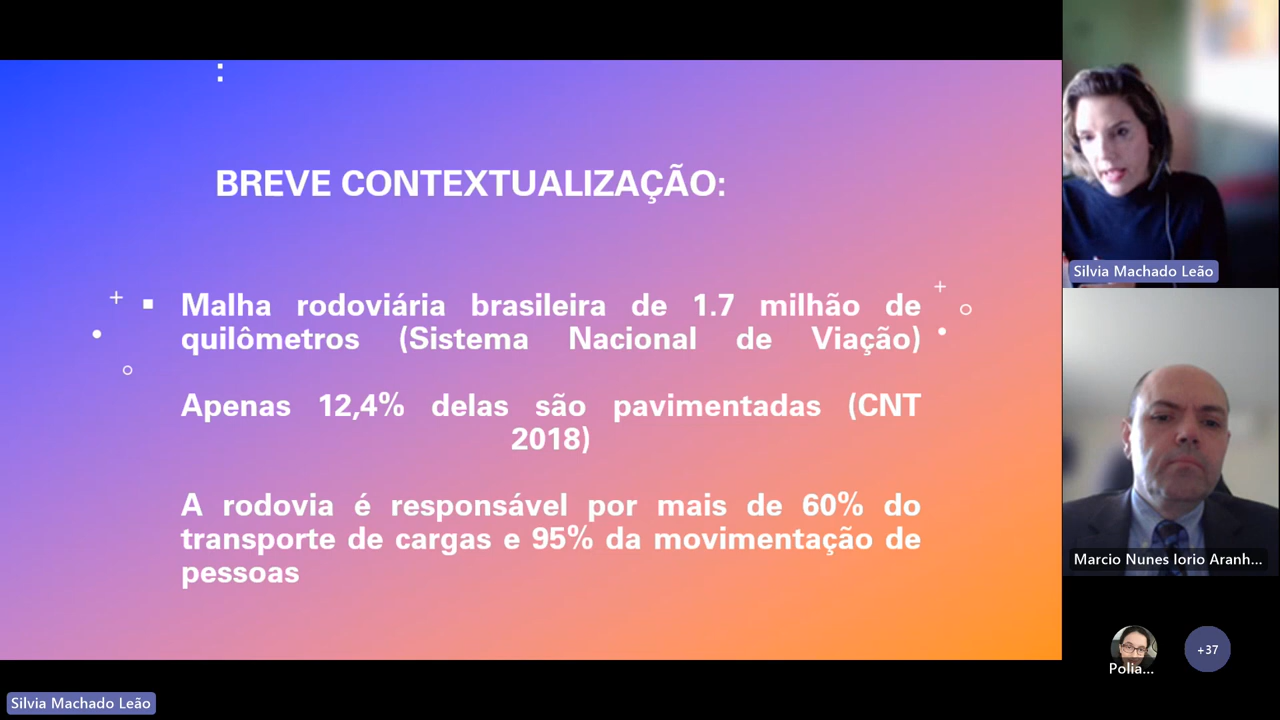 :
BREVE CONTEXTUALIZAÇÃO:
▪ Malha rodoviária brasileira de 1.7 milhão de
quilômetros (Sistema Nacional de Viação)
Apenas 12,4% delas são pavimentadas (CNT
2018)
A rodovia é responsável por mais de 60% do
transporte de cargas e 95% da movimentação de
pessoas
Silvia Machado Leão
Marcio Nunes Iorio Aranh...
Polia...
+37
Silvia Machado Leão